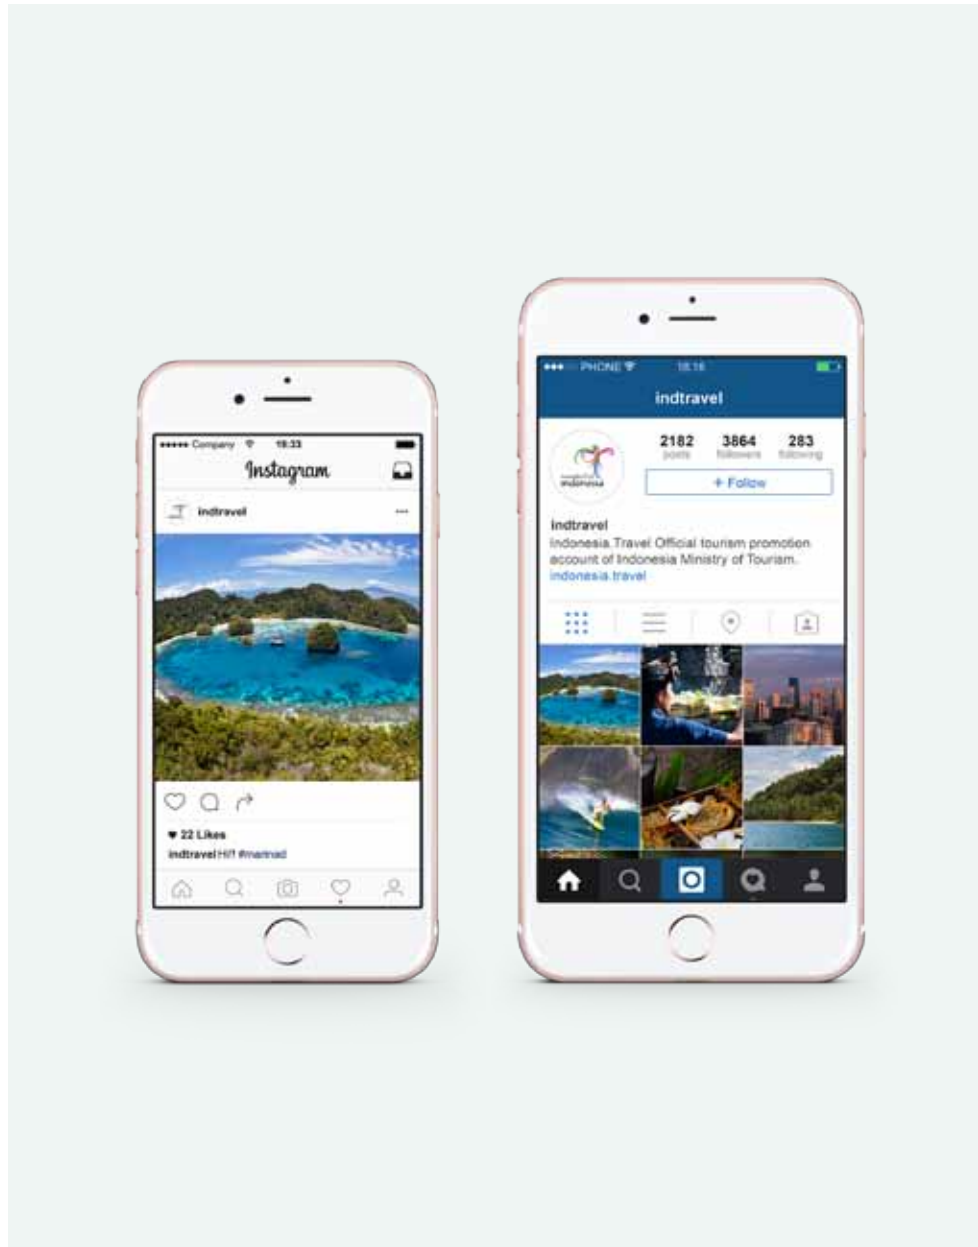 Company 19:33
Instagram
indtravel
22 Likes
indtravel Hi!!
PHONE 18:16
indtravel
2182 3864 283
posts followers following
+ Follow
indonesia
indtravel
Indonesia.Travel Official tourism promotion
account of Indonesia Ministry of Tourism.
indonesia.travel